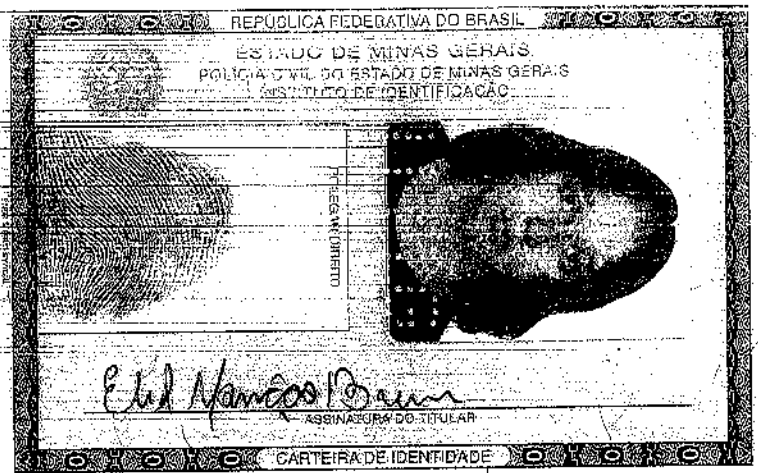 REPÚBLICA FEDERATIVA DO BRASIL
ESTADO DE MINAS GERAIS
POLÍCIA CIVIL DO ESTADO DE MINAS GERAIS
INSTITUTO DE IDENTIFICAÇÃO
POLEGAR DIREITO
ASSINATURA DO TITULAR
CARTEIRA DE IDENTIDADE